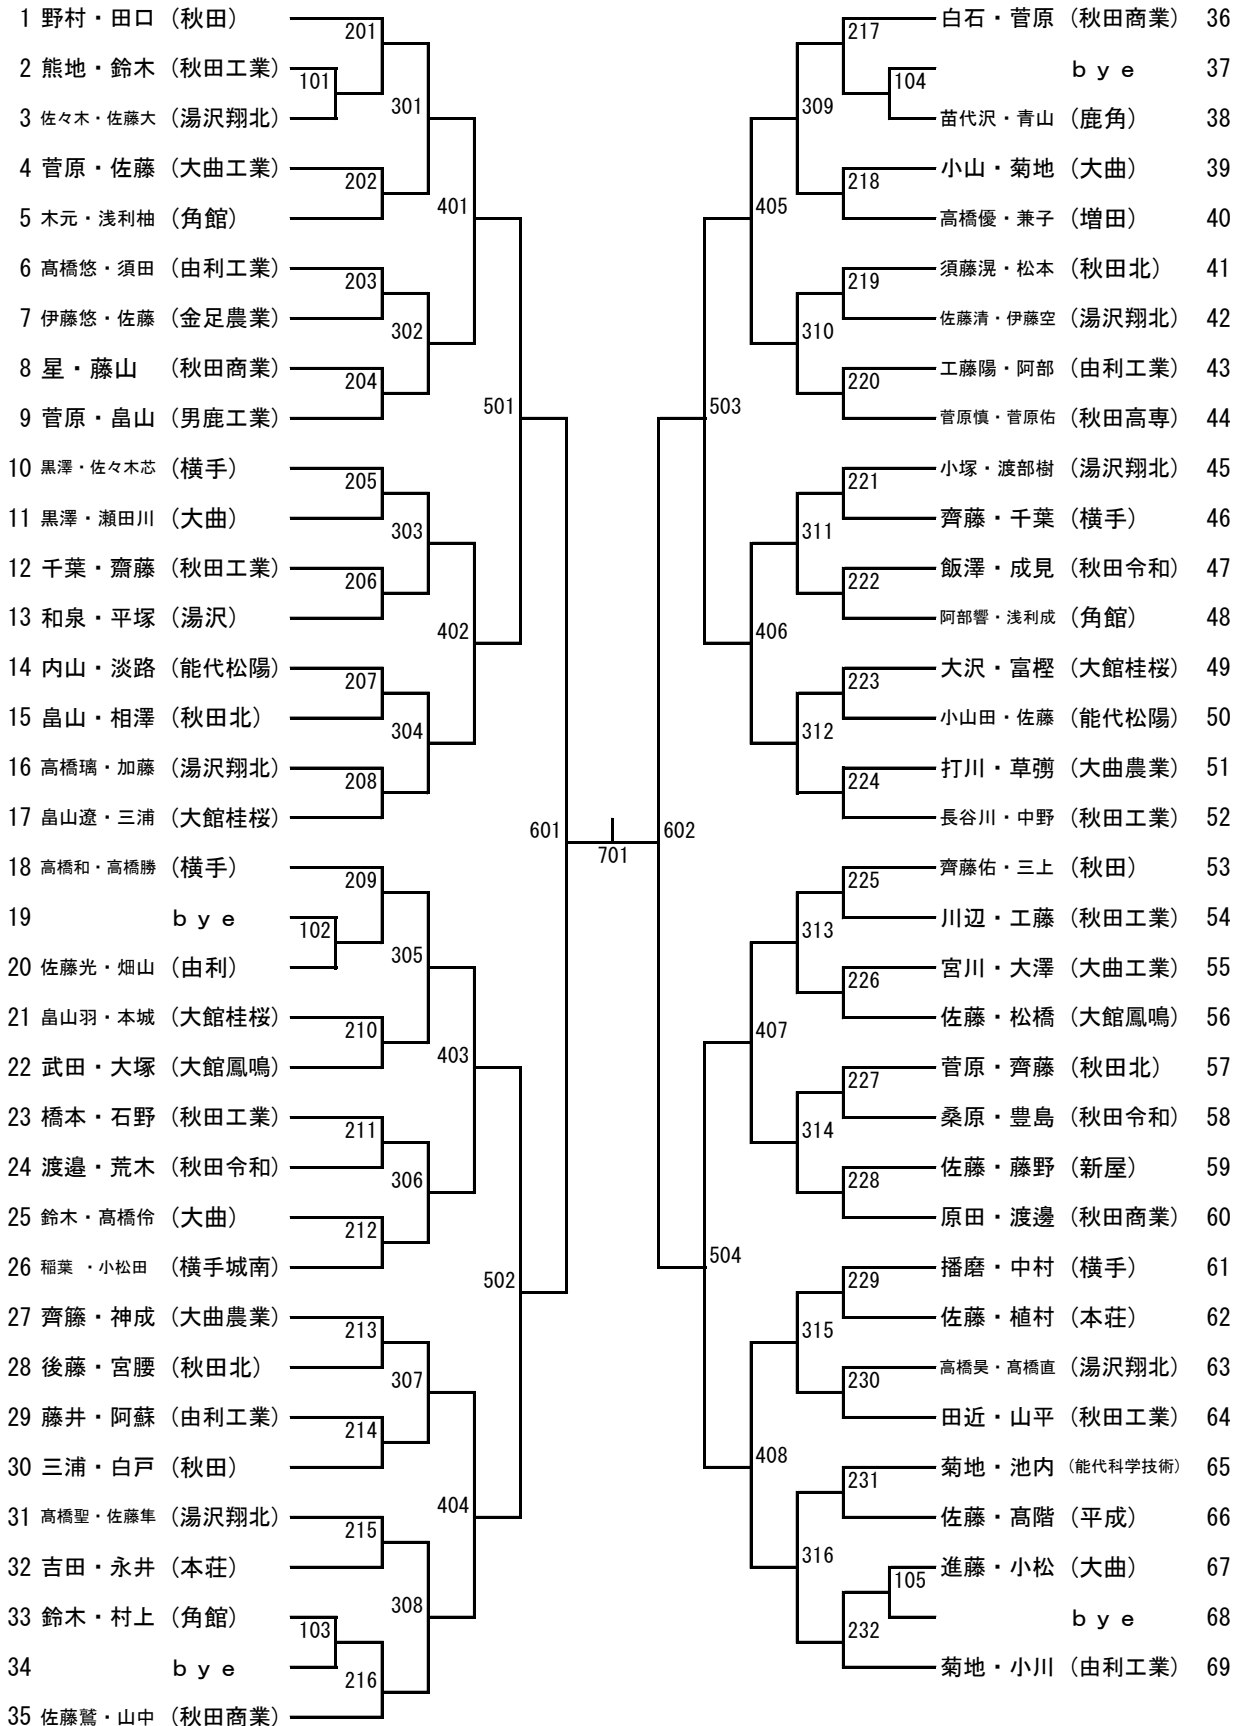 1 野村・田口 (秋田)
2 熊地・鈴木 (秋田工業)
3 佐々木・佐藤大 (湯沢翔北)
4 菅原・佐藤 (大曲工業)
5 木元・浅利柚 (角館)
6 髙橋悠・須田 (由利工業)
7 伊藤悠・佐藤 (金足農業)
8 星・藤山 (秋田商業)
9 菅原・畠山 (男鹿工業)
10 黒澤・佐々木芯 (横手)
11 黒澤・瀬田川 (大曲)
12 千葉・齋藤 (秋田工業)
13 和泉・平塚 (湯沢)
14 内山・淡路 (能代松陽)
15 畠山・相澤 (秋田北)
16 高橋璃・加藤 (湯沢翔北)
17 畠山遼・三浦 (大館桂桜)
18 高橋和・高橋勝 (横手)
19 bye
20 佐藤光・畑山 (由利)
21 畠山羽・本城 (大館桂桜)
22 武田・大塚 (大館鳳鳴)
23 橋本・石野 (秋田工業)
24 渡邉・荒木 (秋田令和)
25 鈴木・髙橋伶 (大曲)
26 稲葉 ・小松田 (横手城南)
27 齊籐・神成 (大曲農業)
28 後藤・宮腰 (秋田北)
29 藤井・阿蘇 (由利工業)
30 三浦・白戸 (秋田)
31 髙橋聖・佐藤隼 (湯沢翔北)
32 吉田・永井 (本荘)
33 鈴木・村上 (角館)
34 bye
35 佐藤鷲・山中 (秋田商業)
101
102
103
201
202
203
204
205
206
207
208
209
210
211
212
213
214
215
216
301
302
303
304
305
306
307
308
401
402
403
404
501
502
601
701
602
503
504
405
406
407
408
309
310
311
312
313
314
315
316
217
218
219
220
221
222
223
224
225
226
227
228
229
230
231
232
104
105
白石・菅原 (秋田商業) 36
bye 37
苗代沢・青山 (鹿角) 38
小山・菊地 (大曲) 39
高橋優・兼子 (増田) 40
須藤滉・松本 (秋田北) 41
佐藤清・伊藤空 (湯沢翔北) 42
工藤陽・阿部 (由利工業) 43
菅原慎・菅原佑 (秋田高専) 44
小塚・渡部樹 (湯沢翔北) 45
齊藤・千葉 (横手) 46
飯澤・成見 (秋田令和) 47
阿部響・浅利成 (角館) 48
大沢・富樫 (大館桂桜) 49
小山田・佐藤 (能代松陽) 50
打川・草彅 (大曲農業) 51
長谷川・中野 (秋田工業) 52
齊藤佑・三上 (秋田) 53
川辺・工藤 (秋田工業) 54
宮川・大澤 (大曲工業) 55
佐藤・松橋 (大館鳳鳴) 56
菅原・齊藤 (秋田北) 57
桑原・豊島 (秋田令和) 58
佐藤・藤野 (新屋) 59
原田・渡邊 (秋田商業) 60
播磨・中村 (横手) 61
佐藤・植村 (本荘) 62
高橋昊・髙橋直 (湯沢翔北) 63
田近・山平 (秋田工業) 64
菊地・池内 (能代科学技術) 65
佐藤・髙階 (平成) 66
進藤・小松 (大曲) 67
bye 68
菊地・小川 (由利工業) 69